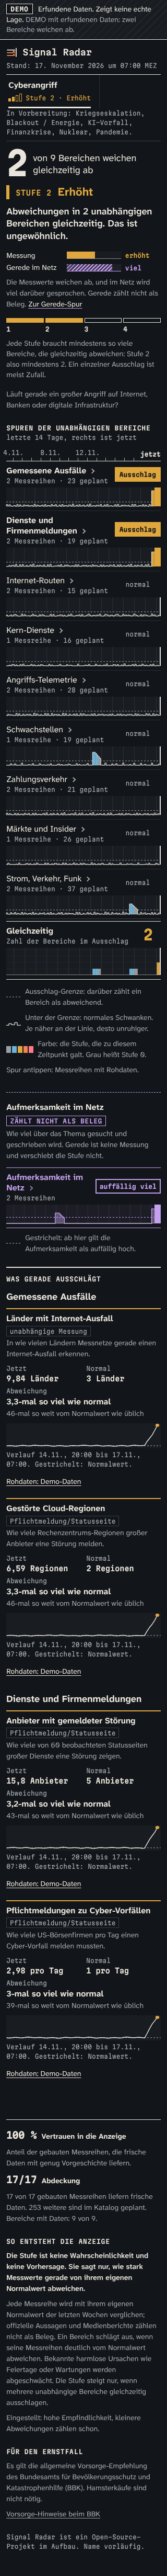 DEMO Erfundene Daten. Zeigt keine echte
Lage. DEMO mit erfundenen Daten: zwei
Bereiche weichen ab.
Signal Radar
Stand: 17. November 2026 um 07:00 MEZ
Cyberangriff
Stufe 2 · Erhöht
In Vorbereitung: Kriegseskalation,
Blackout / Energie, KI-Vorfall,
Finanzkrise, Nuklear, Pandemie.
2 von 9 Bereichen weichen
gleichzeitig ab
STUFE 2 Erhöht
Abweichungen in 2 unabhängigen
Bereichen gleichzeitig. Das ist
ungewöhnlich.
Messung erhöht
Gerede im Netz viel
Die Messwerte weichen ab, und im Netz wird
viel darüber gesprochen. Gerede zählt nicht als
Beleg. Zur Gerede-Spur
1 2 3 4
Jede Stufe braucht mindestens so viele
Bereiche, die gleichzeitig abweichen: Stufe 2
also mindestens 2. Ein einzelner Ausschlag ist
meist Zufall.
Läuft gerade ein großer Angriff auf Internet,
Banken oder digitale Infrastruktur?
SPUREN DER UNABHÄNGIGEN BEREICHE
letzte 14 Tage, rechts ist jetzt
4.11. 8.11. 12.11. jetzt
Gemessene Ausfälle >
2 Messreihen · 23 geplant
Ausschlag
Dienste und
Firmenmeldungen >
2 Messreihen · 19 geplant
Ausschlag
Internet-Routen >
2 Messreihen · 15 geplant
normal
Kern-Dienste >
1 Messreihe · 16 geplant
normal
Angriffs-Telemetrie >
2 Messreihen · 28 geplant
normal
Schwachstellen >
1 Messreihe · 19 geplant
normal
Zahlungsverkehr >
2 Messreihen · 21 geplant
normal
Märkte und Insider >
1 Messreihe · 26 geplant
normal
Strom, Verkehr, Funk >
2 Messreihen · 37 geplant
normal
Gleichzeitig
Zahl der Bereiche im Ausschlag
2
Ausschlag-Grenze: darüber zählt ein
Bereich als abweichend.
Unter der Grenze: normales Schwanken.
Je näher an der Linie, desto unruhiger.
Farbe: die Stufe, die zu diesem
Zeitpunkt galt. Grau heißt Stufe 0.
Spur antippen: Messreihen mit Rohdaten.
Aufmerksamkeit im Netz
ZÄHLT NICHT ALS BELEG
Wie viel über das Thema gesucht und
geschrieben wird. Gerede ist keine Messung
und verschiebt die Stufe nicht.
Aufmerksamkeit im
Netz >
2 Messreihen
auffällig viel
Gestrichelt: ab hier gilt die
Aufmerksamkeit als auffällig hoch.
WAS GERADE AUSSCHLÄGT
Gemessene Ausfälle
Länder mit Internet-Ausfall
unabhängige Messung
In wie vielen Ländern Messnetze gerade einen
Internet-Ausfall erkennen.
Jetzt Normal
9,84 Länder 3 Länder
Abweichung
3,3-mal so viel wie normal
46-mal so weit vom Normalwert wie üblich
Verlauf 14.11., 20:00 bis 17.11.,
07:00. Gestrichelt: Normalwert.
Rohdaten: Demo-Daten
Gestörte Cloud-Regionen
Pflichtmeldung/Statusseite
Wie viele Rechenzentrums-Regionen großer
Anbieter eine Störung melden.
Jetzt Normal
6,59 Regionen 2 Regionen
Abweichung
3,3-mal so viel wie normal
46-mal so weit vom Normalwert wie üblich
Verlauf 14.11., 20:00 bis 17.11.,
07:00. Gestrichelt: Normalwert.
Rohdaten: Demo-Daten
Dienste und Firmenmeldungen
Anbieter mit gemeldeter Störung
Pflichtmeldung/Statusseite
Wie viele von 60 beobachteten Statusseiten
großer Dienste eine Störung zeigen.
Jetzt Normal
15,8 Anbieter 5 Anbieter
Abweichung
3,2-mal so viel wie normal
43-mal so weit vom Normalwert wie üblich
Verlauf 14.11., 20:00 bis 17.11.,
07:00. Gestrichelt: Normalwert.
Rohdaten: Demo-Daten
Pflichtmeldungen zu Cyber-Vorfällen
Pflichtmeldung/Statusseite
Wie viele US-Börsenfirmen pro Tag einen
Cyber-Vorfall melden mussten.
Jetzt Normal
2,98 pro Tag 1 pro Tag
Abweichung
3-mal so viel wie normal
39-mal so weit vom Normalwert wie üblich
Verlauf 14.11., 20:00 bis 17.11.,
07:00. Gestrichelt: Normalwert.
Rohdaten: Demo-Daten
100 % Vertrauen in die Anzeige
Anteil der gebauten Messreihen, die frische
Daten mit genug Vorgeschichte liefern.
17/17 Abdeckung
17 von 17 gebauten Messreihen liefern frische
Daten. 253 weitere sind im Katalog geplant.
Bereiche mit Daten: 9 von 9.
SO ENTSTEHT DIE ANZEIGE
Die Stufe ist keine Wahrscheinlichkeit und
keine Vorhersage. Sie sagt nur, wie stark
Messwerte gerade von ihrem eigenen
Normalwert abweichen.
Jede Messreihe wird mit ihrem eigenen
Normalwert der letzten Wochen verglichen;
offizielle Aussagen und Medienberichte zählen
nicht als Beleg. Ein Bereich schlägt aus, wenn
seine Messreihen deutlich vom Normalwert
abweichen. Bekannte harmlose Ursachen wie
Feiertage oder Wartungen werden
abgeschwächt. Die Stufe steigt nur, wenn
mehrere unabhängige Bereiche gleichzeitig
ausschlagen.
Eingestellt: hohe Empfindlichkeit, kleinere
Abweichungen zählen schon.
FÜR DEN ERNSTFALL
Es gilt die allgemeine Vorsorge-Empfehlung
des Bundesamts für Bevölkerungsschutz und
Katastrophenhilfe (BBK). Hamsterkäufe sind
nicht nötig.
Vorsorge-Hinweise beim BBK
Signal Radar ist ein Open-Source-
Projekt im Aufbau. Name vorläufig.